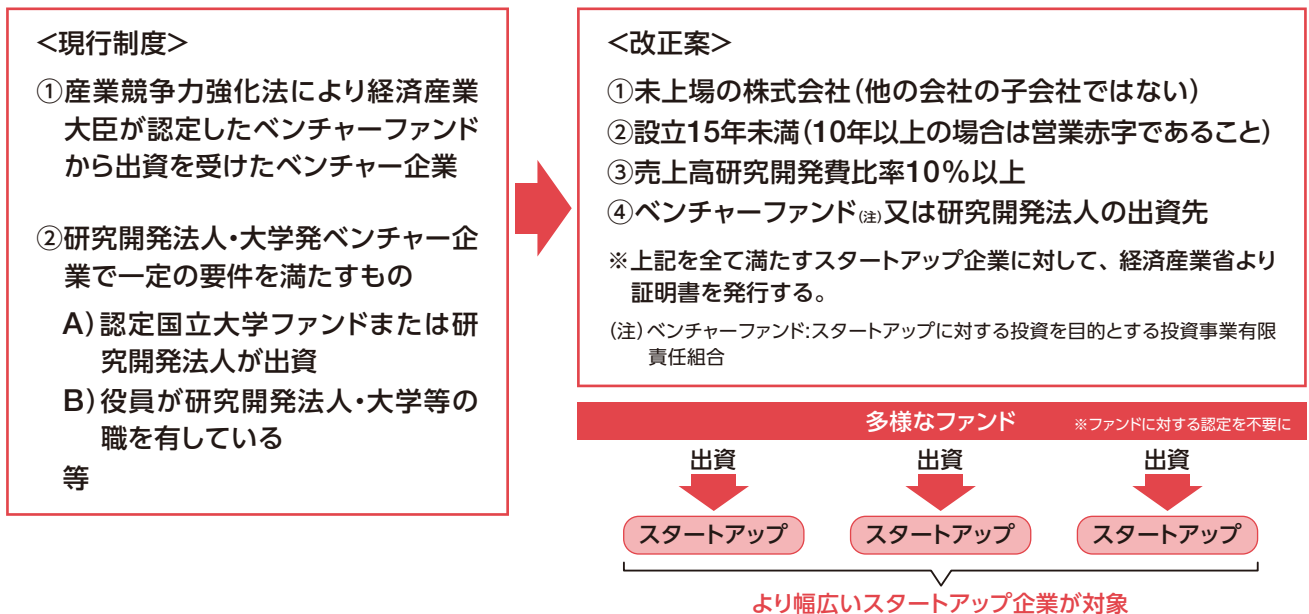 ＜現行制度＞
①産業競争力強化法により経済産業
大臣が認定したベンチャーファンド
から出資を受けたベンチャー企業
②研究開発法人・大学発ベンチャー企
業で一定の要件を満たすもの
A）認定国立大学ファンドまたは研
究開発法人が出資
B）役員が研究開発法人・大学等の
職を有している
等
＜改正案＞
①未上場の株式会社（他の会社の子会社ではない）
②設立15年未満（10年以上の場合は営業赤字であること）
③売上高研究開発費比率10％以上
④ベンチャーファンド(注)又は研究開発法人の出資先
※上記を全て満たすスタートアップ企業に対して、経済産業省より
証明書を発行する。
（注）ベンチャーファンド：スタートアップに対する投資を目的とする投資事業有限
責任組合
多様なファンド ※ファンドに対する認定を不要に
出資 出資 出資
スタートアップ スタートアップ スタートアップ
より幅広いスタートアップ企業が対象